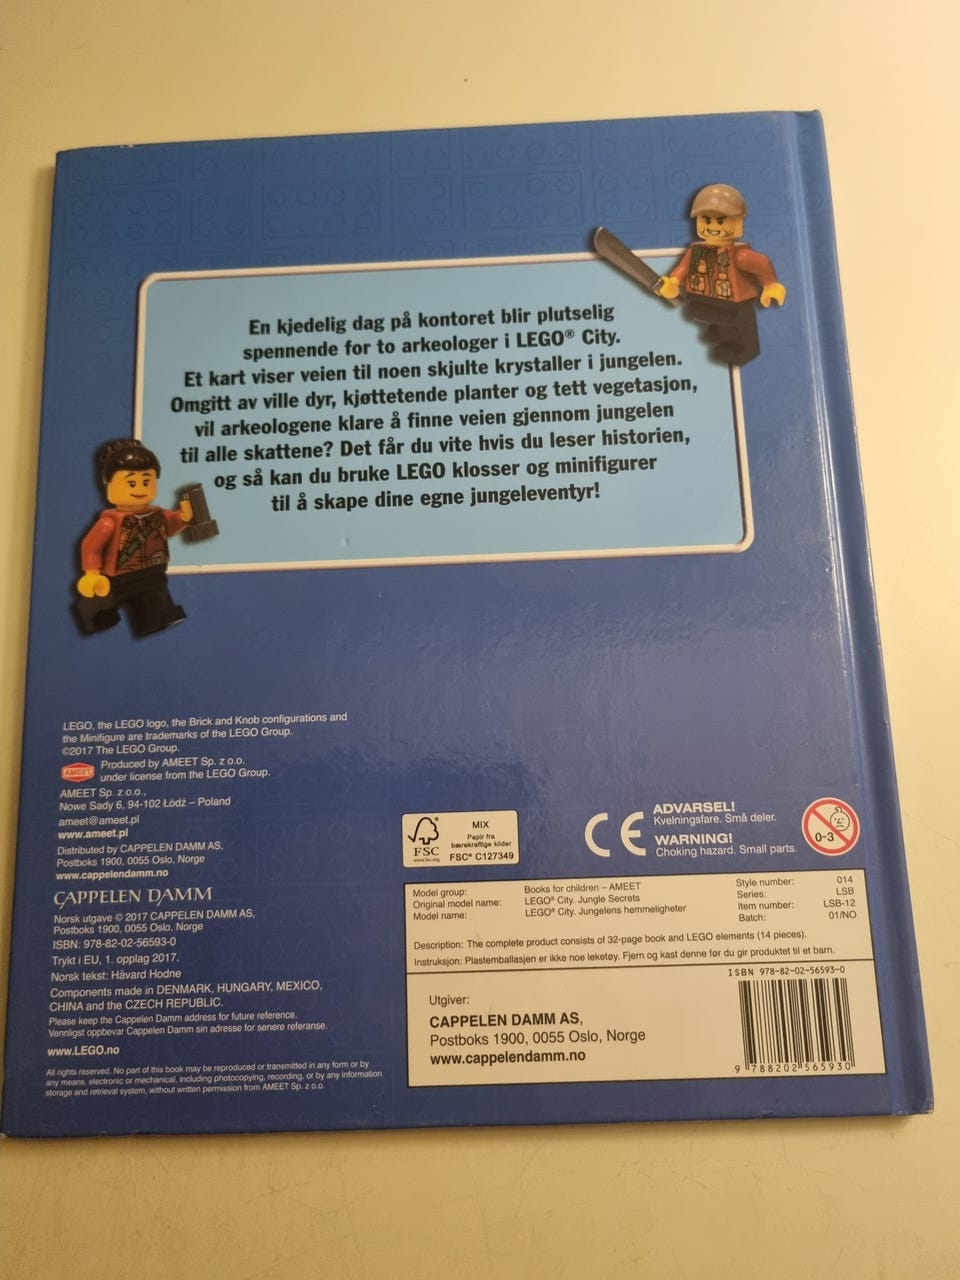 En kjedelig dag på kontoret blir plutselig
spennende for to arkeologer i LEGO® City.
Et kart viser veien til noen skjulte krystaller i jungelen.
Omgitt av ville dyr, kjøttetende planter og tett vegetasjon,
vil arkeologene klare å finne veien gjennom jungelen
til alle skattene? Det får du vite hvis du leser historien,
og så kan du bruke LEGO klosser og minifigurer
til å skape dine egne jungeleventyr!
LEGO, the LEGO logo, the Brick and Knob configurations and
the Minifigure are trademarks of the LEGO Group.
©2017 The LEGO Group.
AMEET
Produced by AMEET Sp. z o.o.
under license from the LEGO Group.
AMEET Sp. z o.o.,
Nowe Sady 6, 94-102 Łódź – Poland
ameet@ameet.pl
www.ameet.pl
Distributed by CAPPELEN DAMM AS,
Postboks 1900, 0055 Oslo, Norge
www.cappelendamm.no
CAPPELEN DAMM
Norsk utgave © 2017 CAPPELEN DAMM AS,
Postboks 1900, 0055 Oslo, Norge
ISBN: 978-82-02-56593-0
Trykt i EU, 1. opplag 2017.
Norsk tekst: Håvard Hodne
Components made in DENMARK, HUNGARY, MEXICO,
CHINA and the CZECH REPUBLIC.
Please keep the Cappelen Damm address for future reference.
Vennligst oppbevar Cappelen Damm sin adresse for senere referanse.
www.LEGO.no
All rights reserved. No part of this book may be reproduced or transmitted in any form or by
any means, electronic or mechanical, including photocopying, recording, or by any information
storage and retrieval system, without written permission from AMEET Sp. z o.o.
FSC
www.fsc.org
MIX
Papir fra
bærekraftige kilder
FSC® C127349
CE
ADVARSEL!
Kvelningsfare. Små deler.
WARNING!
Choking hazard. Small parts.
0-3
Model group: Books for children – AMEET
Original model name: LEGO® City. Jungle Secrets
Model name: LEGO® City. Jungelens hemmeligheter
Style number: 014
Series: LSB
Item number: LSB-12
Batch: 01/NO
Description: The complete product consists of 32-page book and LEGO elements (14 pieces).
Instruksjon: Plastemballasjen er ikke noe leketøy. Fjern og kast denne før du gir produktet til et barn.
Utgiver:
CAPPELEN DAMM AS,
Postboks 1900, 0055 Oslo, Norge
www.cappelendamm.no
ISBN 978-82-02-56593-0
9 788202 565930